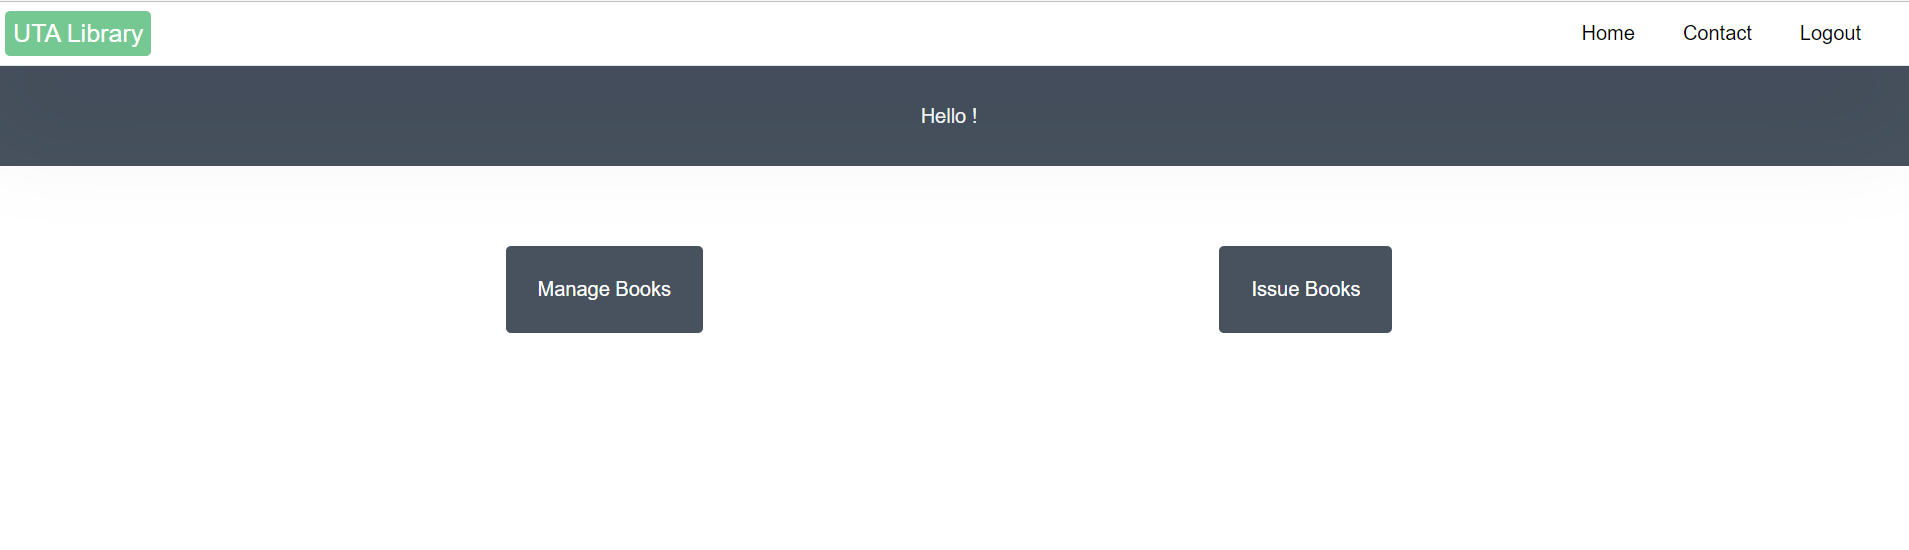 UTA Library
Home Contact Logout
Hello !
Manage Books
Issue Books